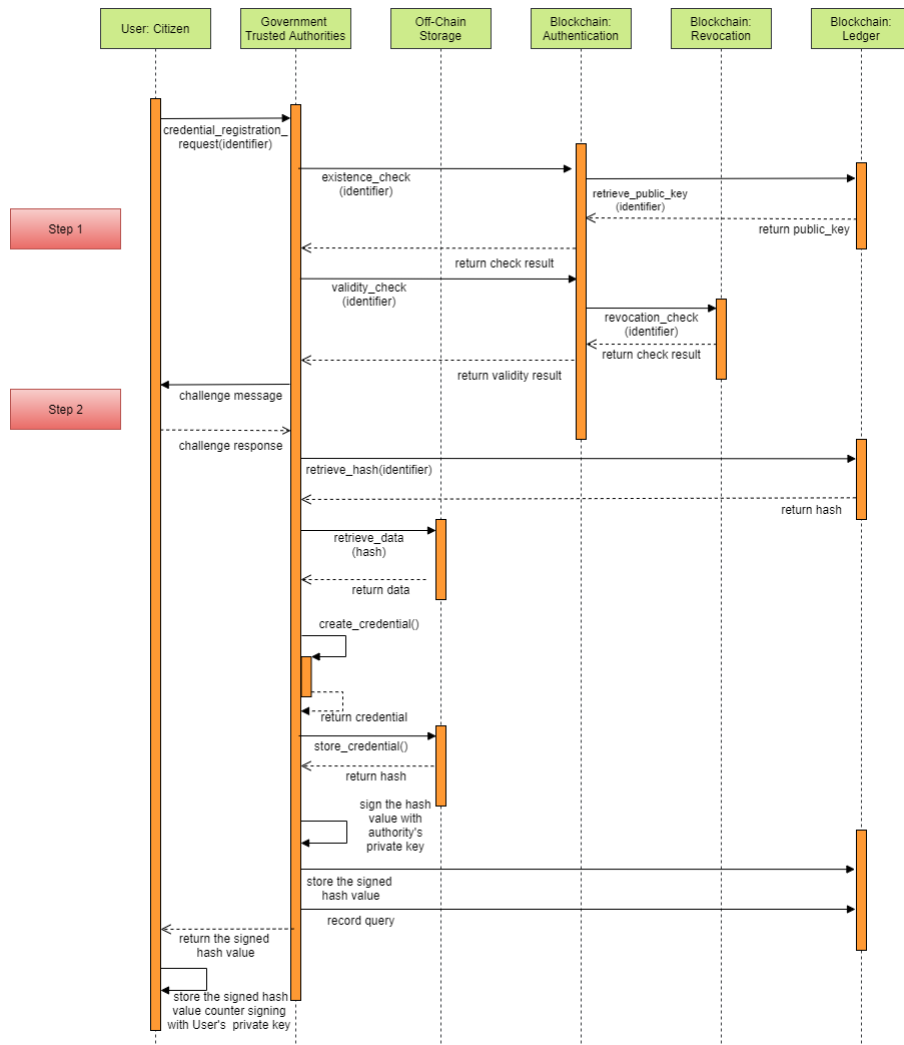 User: Citizen
Government
Trusted Authorities
Off-Chain
Storage
Blockchain:
Authentication
Blockchain:
Revocation
Blockchain:
Ledger
credential_registration_
request(identifier)
existence_check
(identifier)
retrieve_public_key
(identifier)
Step 1
return public_key
return check result
validity_check
(identifier)
revocation_check
(identifier)
return check result
return validity result
challenge message
Step 2
challenge response
retrieve_hash(identifier)
return hash
retrieve_data
(hash)
return data
create_credential()
return credential
store_credential()
return hash
sign the hash
value with
authority's
private key
store the signed
hash value
record query
return the signed
hash value
store the signed hash
value counter signing
with User's private key